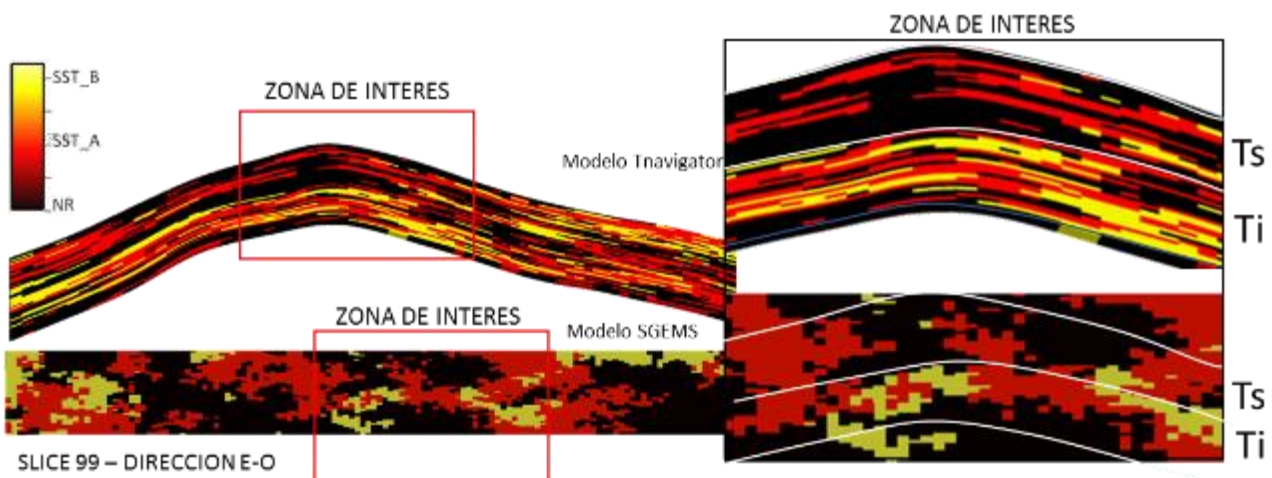 ZONA DE INTERES
SST_B
SST_A
NR
ZONA DE INTERES
Modelo Tnavigator
Ts
Ti
ZONA DE INTERES
Modelo SGEMS
Ts
Ti
SLICE 99 – DIRECCION E-O